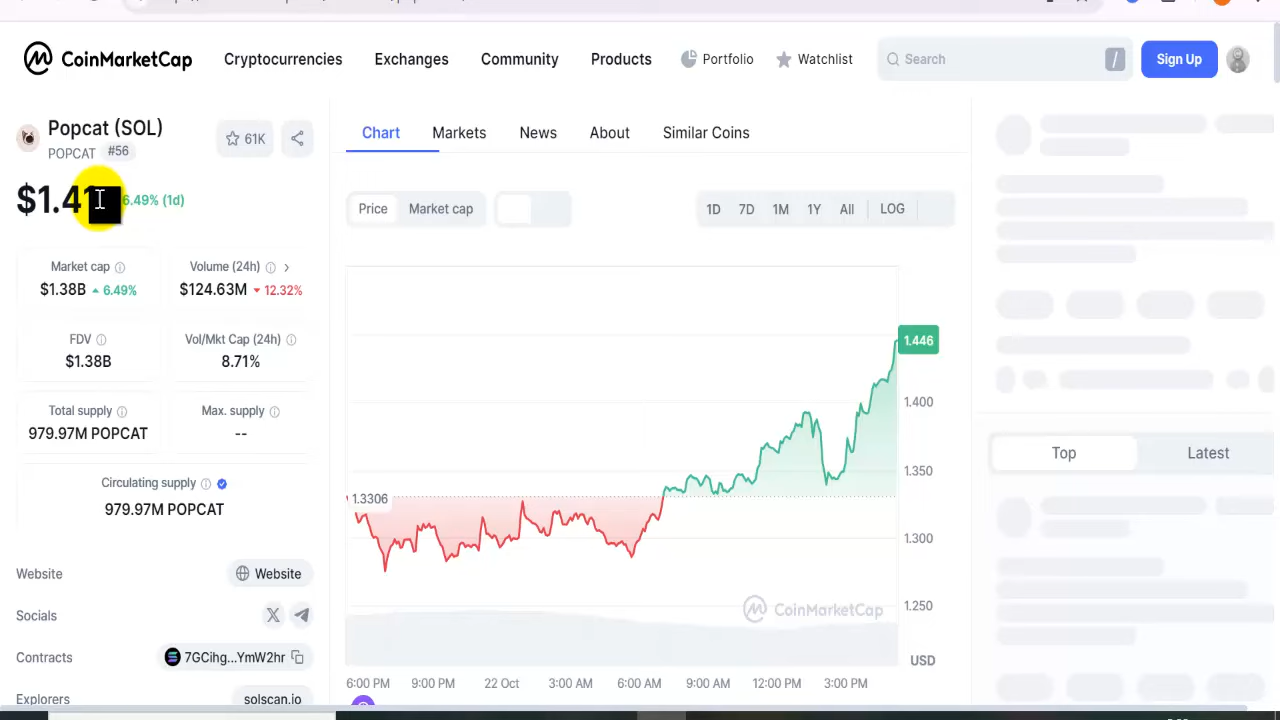 CoinMarketCap
Cryptocurrencies
Exchanges
Community
Products
Portfolio
Watchlist
Search
/
Sign Up
Popcat (SOL)
61K
POPCAT #56
6.49% (1d)
Chart
Markets
News
About
Similar Coins
Price
Market cap
1D
7D
1M
1Y
All
LOG
Market cap
$1.38B 6.49%
Volume (24h)
$124.63M 12.32%
FDV
$1.38B
Vol/Mkt Cap (24h)
8.71%
Total supply
979.97M POPCAT
Max. supply
--
Circulating supply
979.97M POPCAT
Website
Website
Socials
Contracts
7GCihg...YmW2hr
Explorers
solscan.io
1.3306
1.446
1.400
1.350
1.300
1.250
USD
CoinMarketCap
6:00 PM
9:00 PM
22 Oct
3:00 AM
6:00 AM
9:00 AM
12:00 PM
3:00 PM
Top
Latest